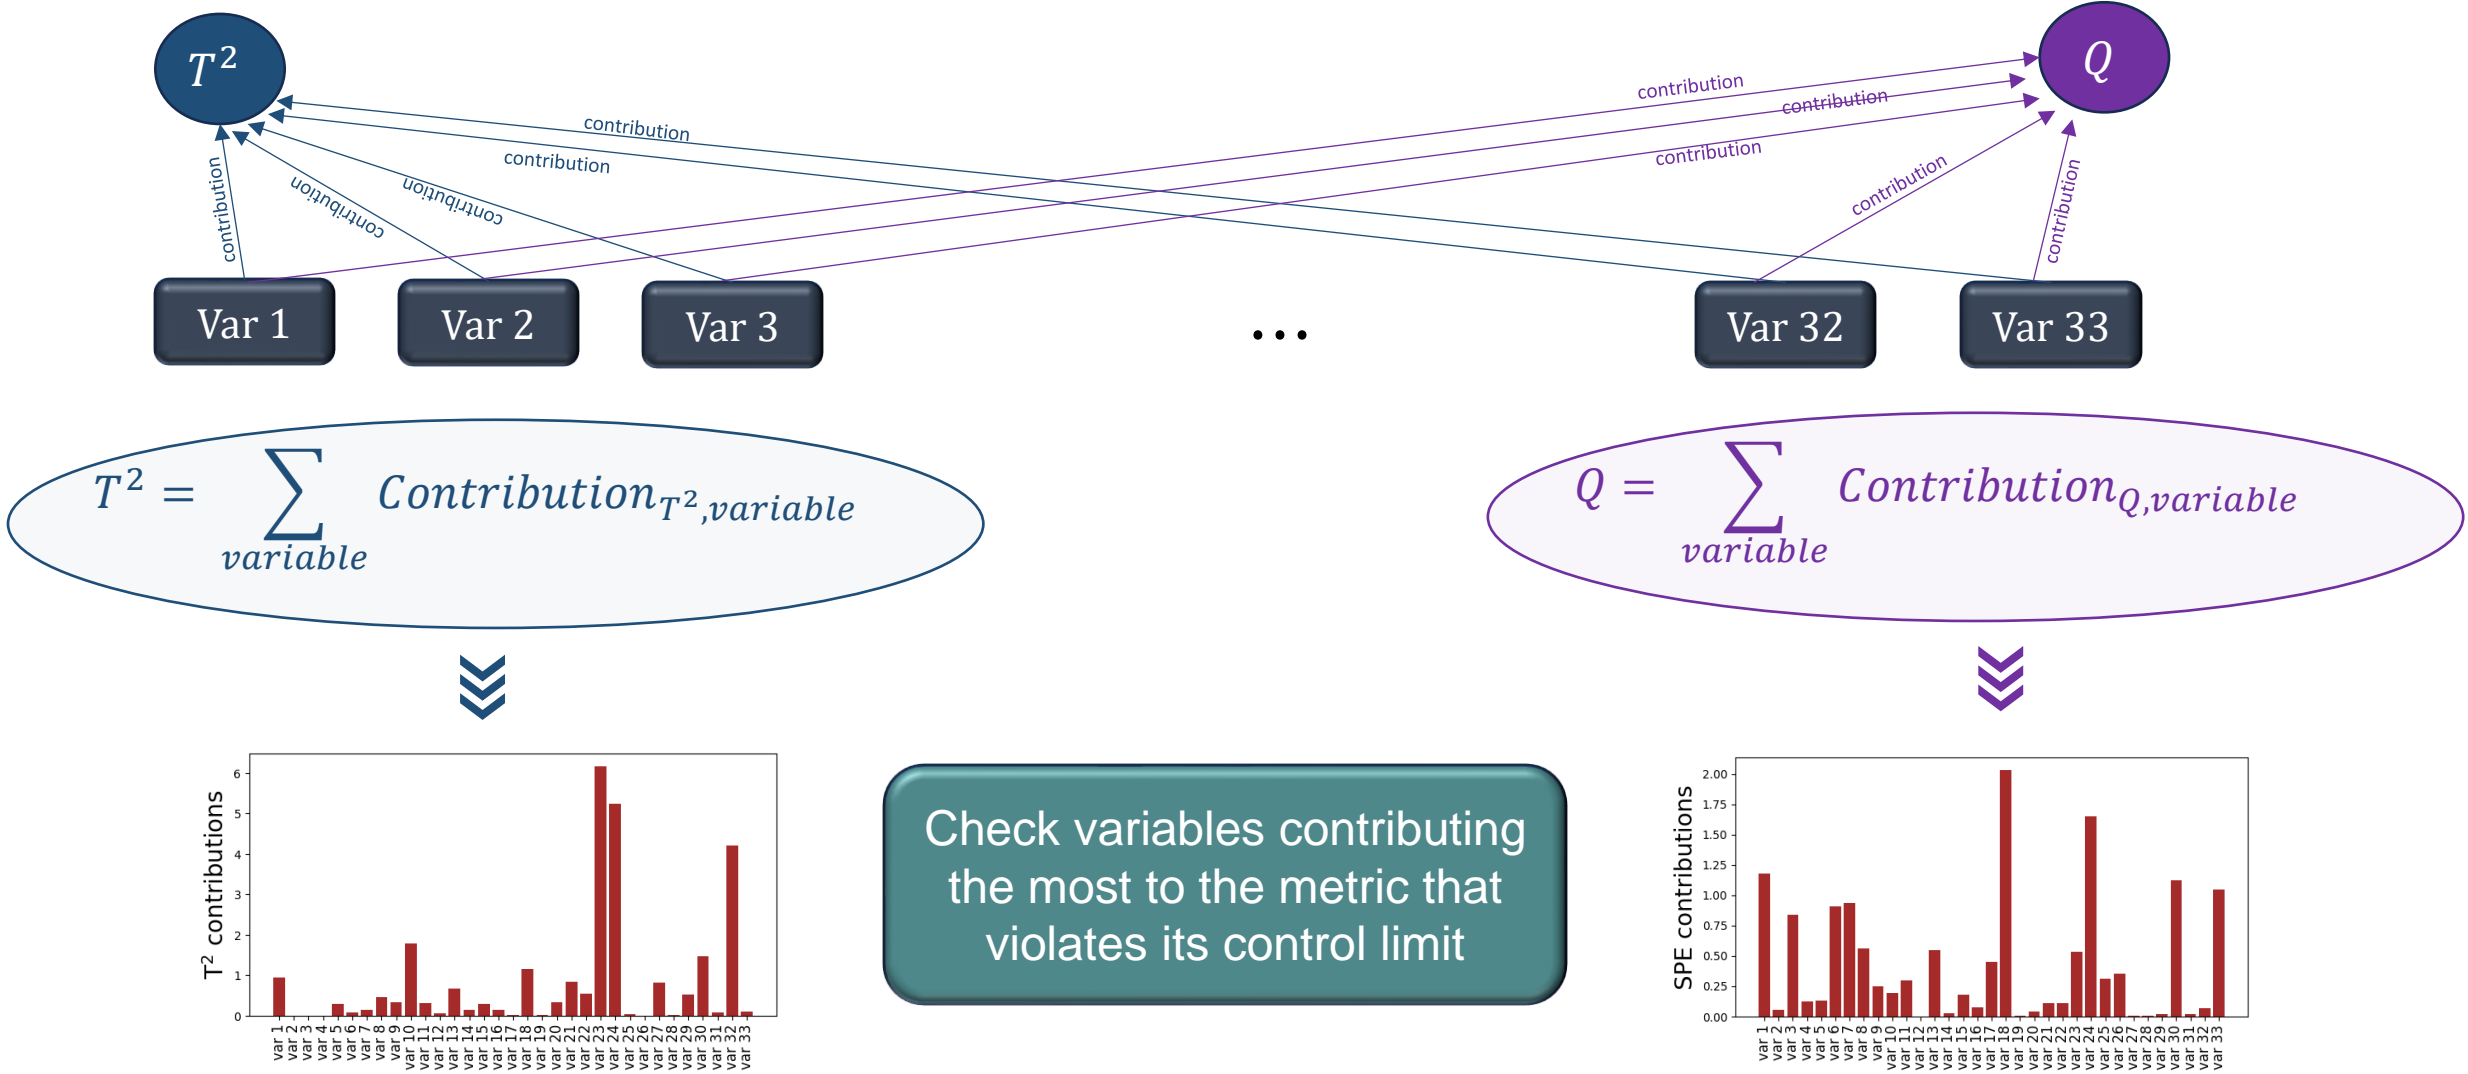 T²
Q
contribution
contribution
contribution
contribution
contribution
contribution
contribution
contribution
contribution
contribution
Var 1
Var 2
Var 3
...
Var 32
Var 33
T² = ∑ Contribution_T²,variable
variable
Q = ∑ Contribution_Q,variable
variable
T² contributions
6
5
4
3
2
1
0
var 1
var 2
var 3
var 4
var 5
var 6
var 7
var 8
var 9
var 10
var 11
var 12
var 13
var 14
var 15
var 16
var 17
var 18
var 19
var 20
var 21
var 22
var 23
var 24
var 25
var 26
var 27
var 28
var 29
var 30
var 31
var 32
var 33
Check variables contributing
the most to the metric that
violates its control limit
SPE contributions
2.00
1.75
1.50
1.25
1.00
0.75
0.50
0.25
0.00
var 1
var 2
var 3
var 4
var 5
var 6
var 7
var 8
var 9
var 10
var 11
var 12
var 13
var 14
var 15
var 16
var 17
var 18
var 19
var 20
var 21
var 22
var 23
var 24
var 25
var 26
var 27
var 28
var 29
var 30
var 31
var 32
var 33